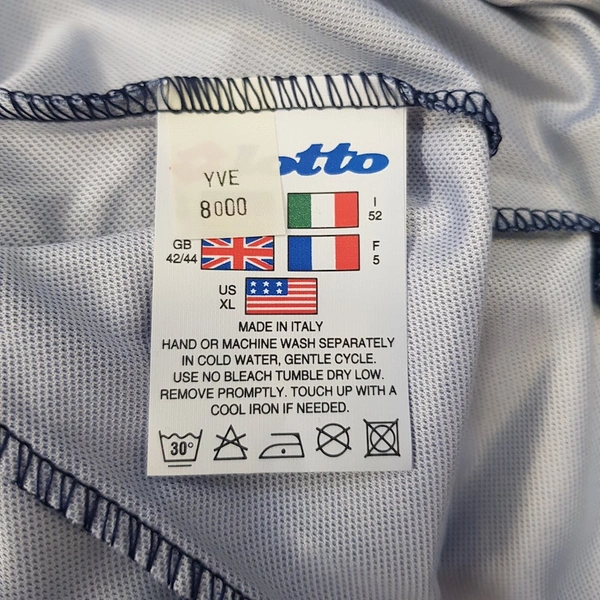 lotto
YVE
8000
I
52
GB
42/44
F
5
US
XL
MADE IN ITALY
HAND OR MACHINE WASH SEPARATELY
IN COLD WATER, GENTLE CYCLE.
USE NO BLEACH TUMBLE DRY LOW.
REMOVE PROMPTLY. TOUCH UP WITH A
COOL IRON IF NEEDED.
30°